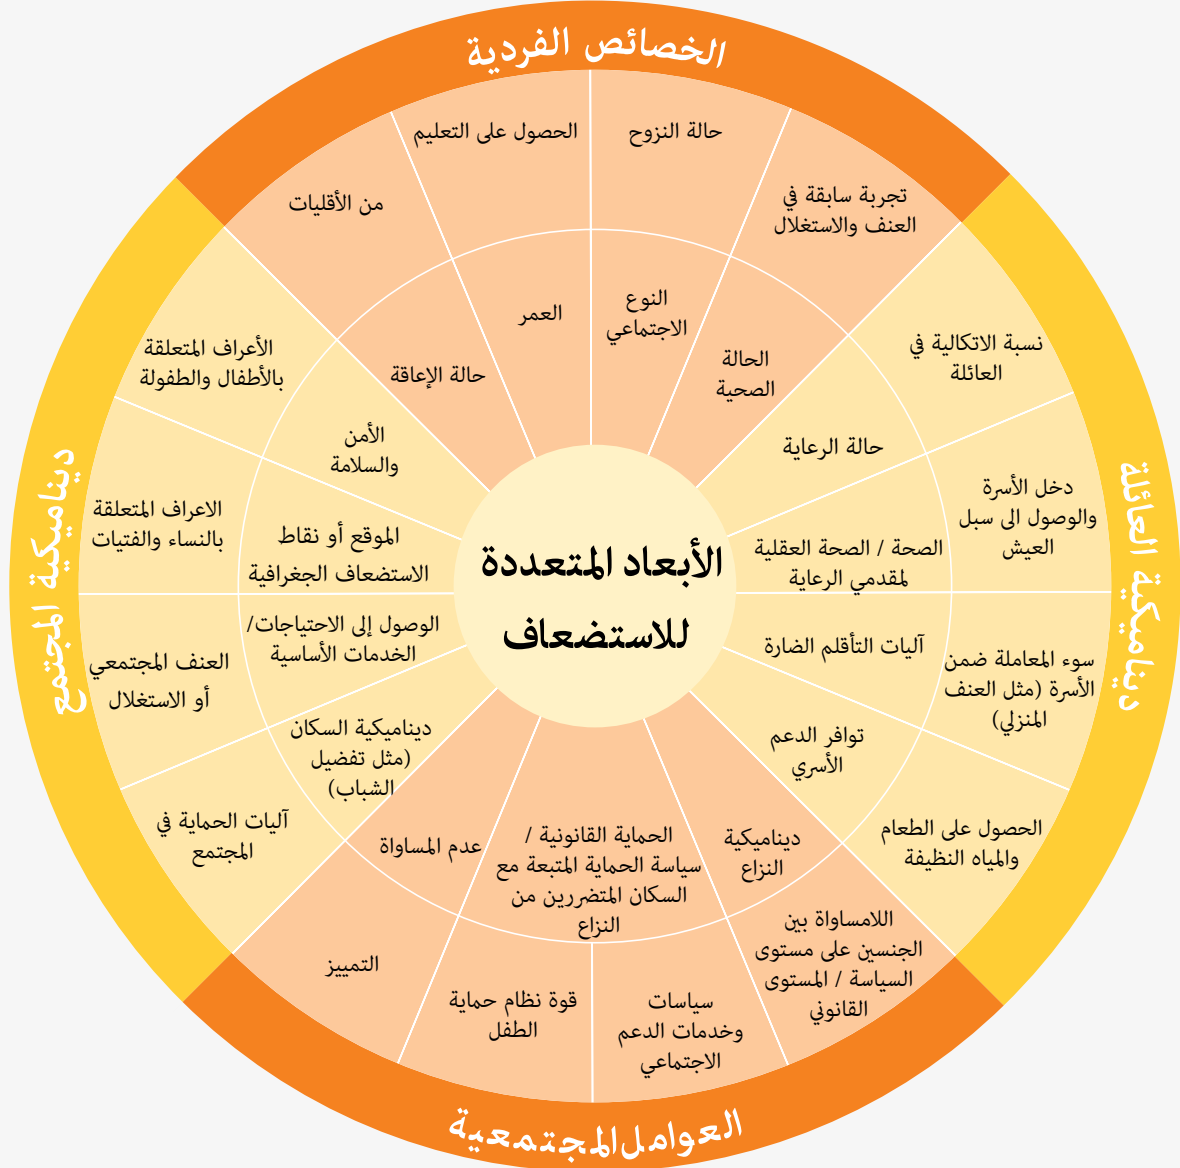 الخصائص الفردية
حالة النزوح
الحصول على التعليم
تجربة سابقة في
العنف والاستغلال
من الأقليات
النوع
الاجتماعي
العمر
الحالة
الصحية
حالة الإعاقة
ديناميكية العائلة
نسبة الاتكالية في
العائلة
حالة الرعاية
دخل الأسرة
والوصول الى سبل
العيش
الصحة / الصحة العقلية
لمقدمي الرعاية
سوء المعاملة ضمن
الأسرة (مثل العنف
المنزلي)
آليات التأقلم الضارة
توافر الدعم
الأسري
الحصول على الطعام
والمياه النظيفة
الأبعاد المتعددة
للاستضعاف
ديناميكية المجتمع
الأعراف المتعلقة
بالأطفال والطفولة
الأمن
والسلامة
الاعراف المتعلقة
بالنساء والفتيات
الموقع أو نقاط
الاستضعاف الجغرافية
الوصول إلى الاحتياجات/
الخدمات الأساسية
العنف المجتمعي
أو الاستغلال
ديناميكية السكان
(مثل تفضيل
الشباب)
آليات الحماية في
المجتمع
ديناميكية
النزاع
الحماية القانونية /
سياسة الحماية المتبعة مع
السكان المتضررين من
النزاع
عدم المساواة
اللامساواة بين
الجنسين على مستوى
السياسة / المستوى
القانوني
سياسات
وخدمات الدعم
الاجتماعي
قوة نظام حماية
الطفل
التمييز
العوامل المجتمعية